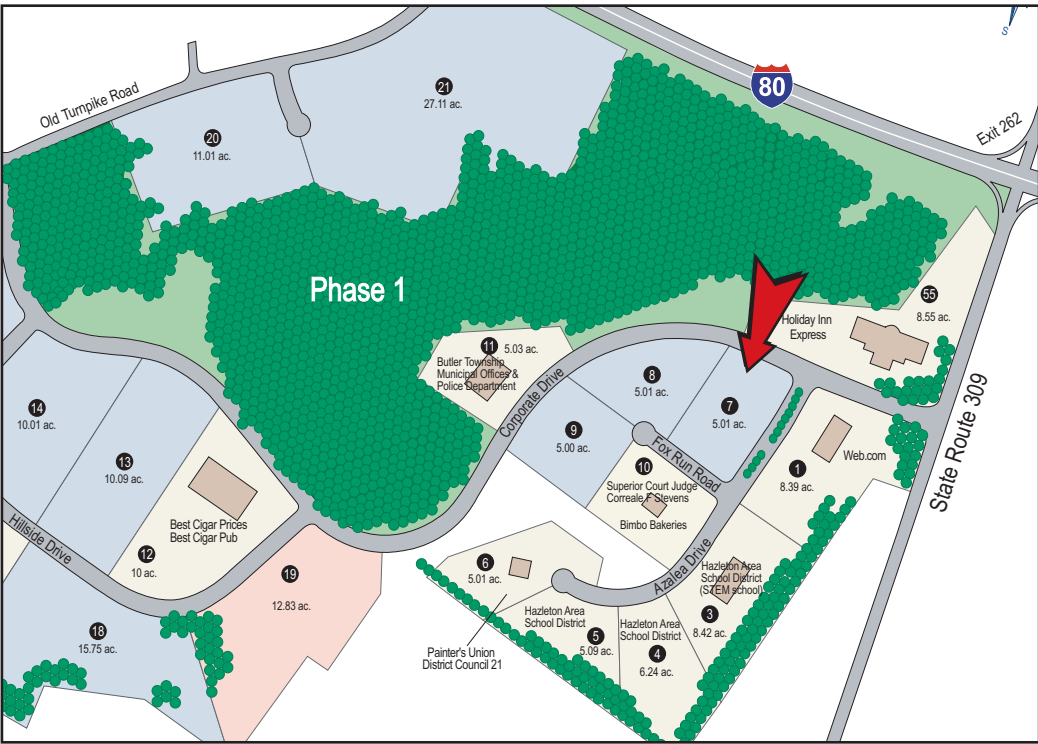 S
80
Exit 262
Old Turnpike Road
21
27.11 ac.
20
11.01 ac.
Phase 1
55
8.55 ac.
Holiday Inn
Express
State Route 309
11 5.03 ac.
Butler Township
Municipal Offices &
Police Department
Corporate Drive
8
5.01 ac.
7
5.01 ac.
9
5.00 ac.
Fox Run Road
10
Superior Court Judge
Correale F Stevens
Bimbo Bakeries
1
8.39 ac.
Web.com
14
10.01 ac.
13
10.09 ac.
Best Cigar Prices
Best Cigar Pub
12
10 ac.
Hillside Drive
19
12.83 ac.
18
15.75 ac.
6
5.01 ac.
Painter's Union
District Council 21
Hazleton Area
School District
5
5.09 ac.
Hazleton Area
School District
4
6.24 ac.
Azalea Drive
Hazleton Area
School District
(STEM school)
3
8.42 ac.